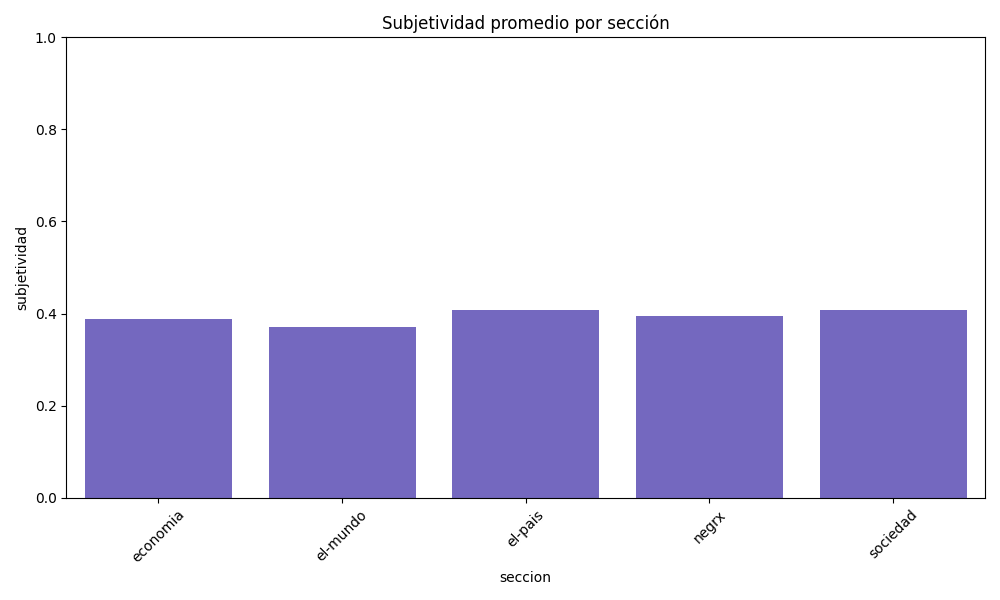 Subjetividad promedio por sección
1.0
0.8
0.6
0.4
0.2
0.0
subjetividad
economia
el-mundo
el-pais
negrx
sociedad
seccion